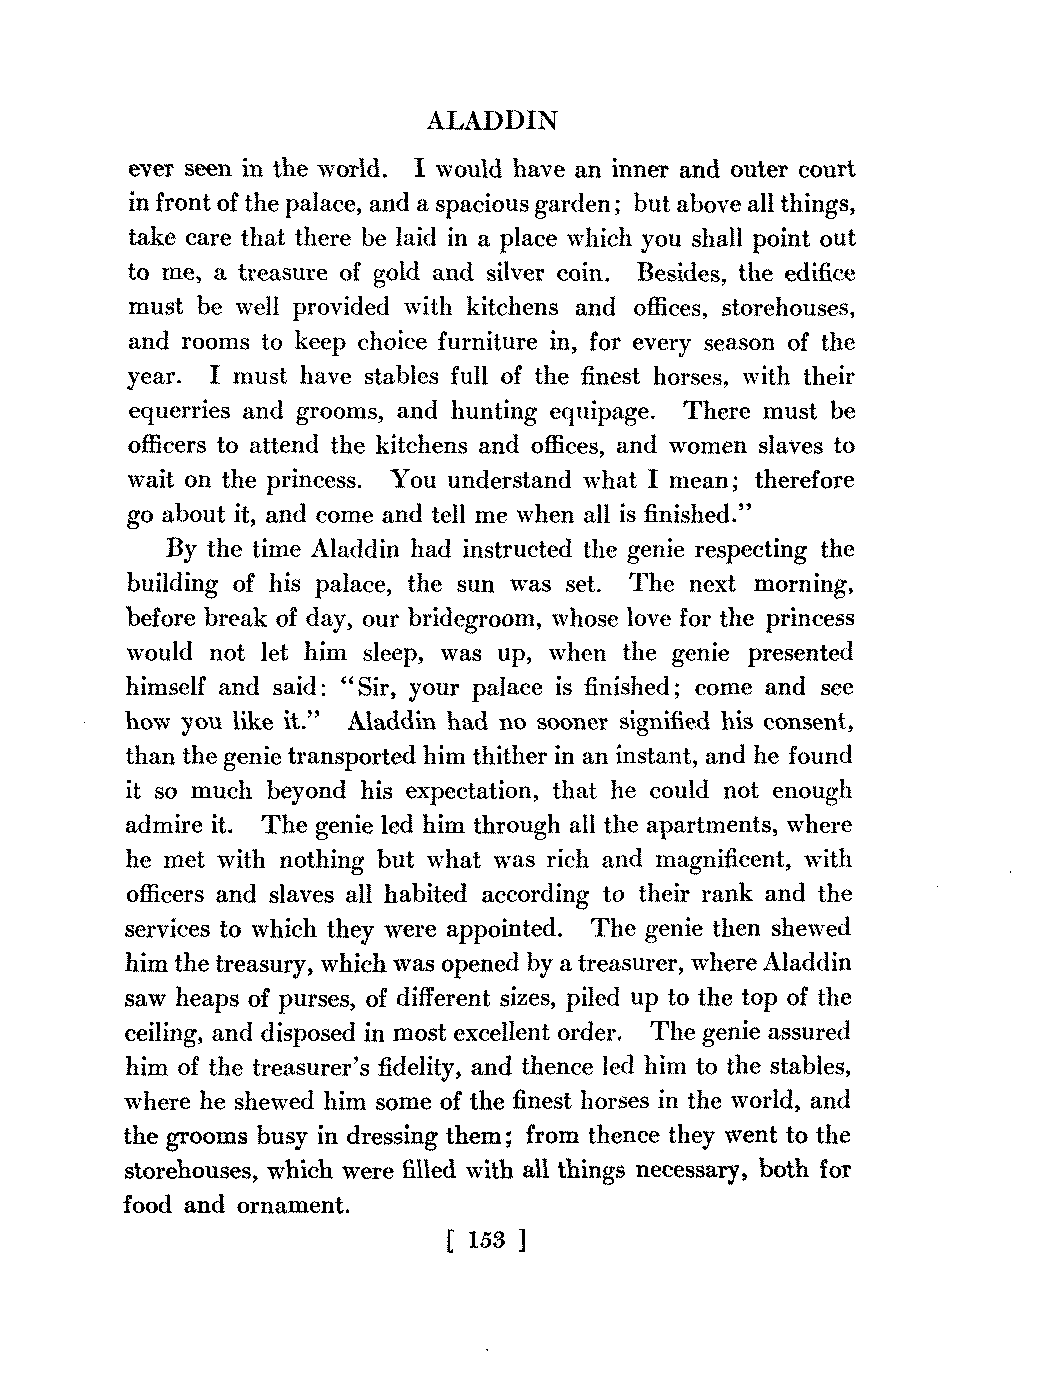 ALADDIN
ever seen in the world. I would have an inner and outer court
in front of the palace, and a spacious garden; but above all things,
take care that there be laid in a place which you shall point out
to me, a treasure of gold and silver coin. Besides, the edifice
must be well provided with kitchens and offices, storehouses,
and rooms to keep choice furniture in, for every season of the
year. I must have stables full of the finest horses, with their
equerries and grooms, and hunting equipage. There must be
officers to attend the kitchens and offices, and women slaves to
wait on the princess. You understand what I mean; therefore
go about it, and come and tell me when all is finished.”
By the time Aladdin had instructed the genie respecting the
building of his palace, the sun was set. The next morning,
before break of day, our bridegroom, whose love for the princess
would not let him sleep, was up, when the genie presented
himself and said: “Sir, your palace is finished; come and see
how you like it.” Aladdin had no sooner signified his consent,
than the genie transported him thither in an instant, and he found
it so much beyond his expectation, that he could not enough
admire it. The genie led him through all the apartments, where
he met with nothing but what was rich and magnificent, with
officers and slaves all habited according to their rank and the
services to which they were appointed. The genie then shewed
him the treasury, which was opened by a treasurer, where Aladdin
saw heaps of purses, of different sizes, piled up to the top of the
ceiling, and disposed in most excellent order. The genie assured
him of the treasurer’s fidelity, and thence led him to the stables,
where he shewed him some of the finest horses in the world, and
the grooms busy in dressing them; from thence they went to the
storehouses, which were filled with all things necessary, both for
food and ornament.
[ 153 ]